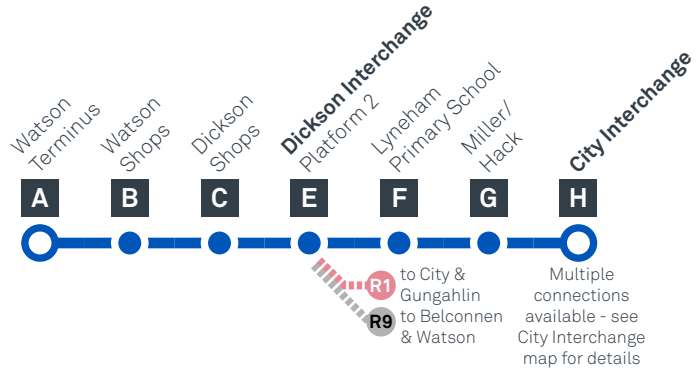 Watson
Terminus
Watson
Shops
Dickson
Shops
Dickson Interchange
Platform 2
Lyneham
Primary School
Miller/
Hack
City Interchange
A
B
C
E
F
G
H
R1
to City &
Gungahlin
R9
to Belconnen
& Watson
Multiple
connections
available - see
City Interchange
map for details